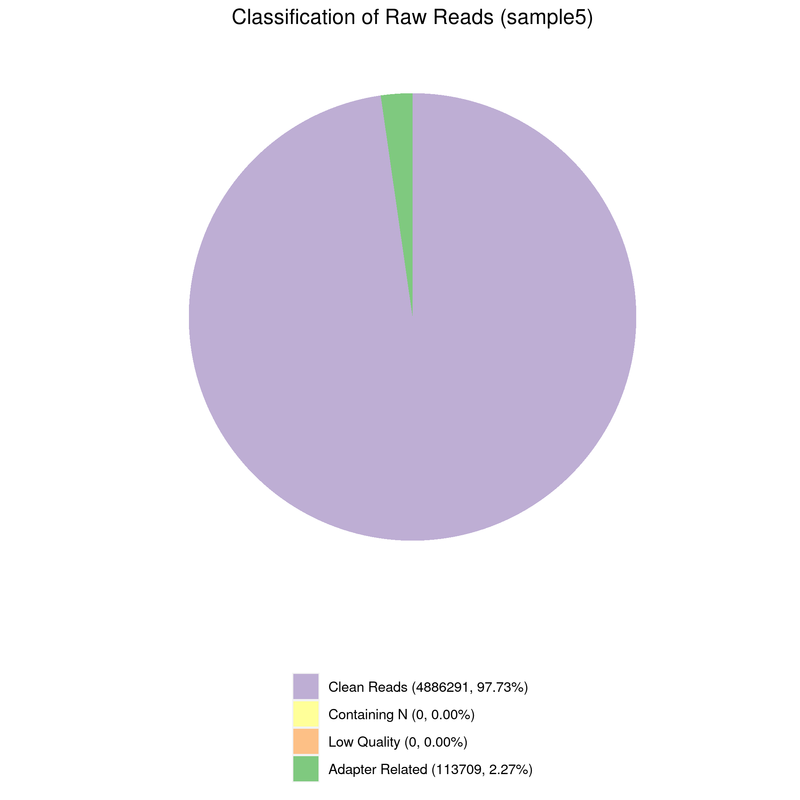 Classification of Raw Reads (sample5)
Clean Reads (4886291, 97.73%)
Containing N (0, 0.00%)
Low Quality (0, 0.00%)
Adapter Related (113709, 2.27%)